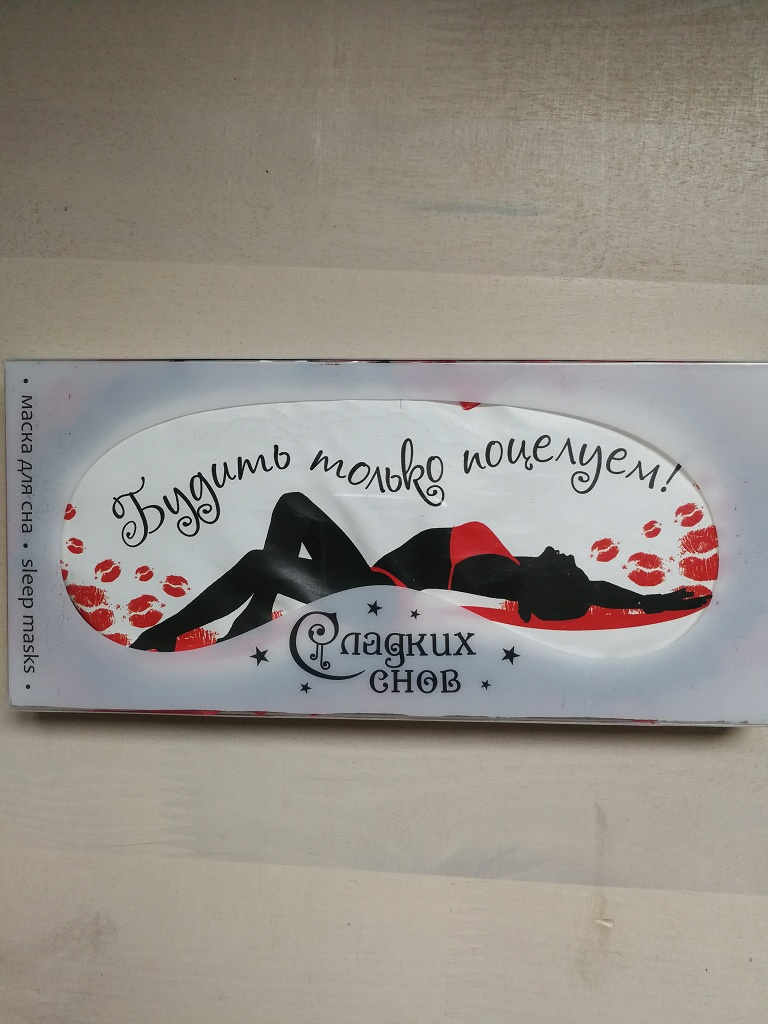 Будить только поцелуем!
Сладких
снов
• маска для сна • sleep masks •